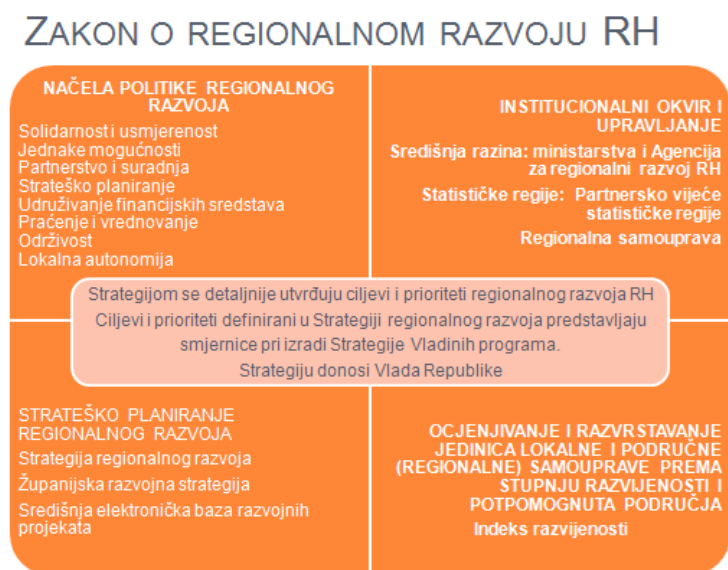 ZAKON O REGIONALNOM RAZVOJU RH
NAČELA POLITIKE REGIONALNOG
RAZVOJA
Solidarnost i usmjerenost
Jednake mogućnosti
Partnerstvo i suradnja
Strateško planiranje
Udruživanje financijskih sredstava
Praćenje i vrednovanje
Održivost
Lokalna autonomija
INSTITUCIONALNI OKVIR I
UPRAVLJANJE
Središnja razina: ministarstva i Agencija
za regionalni razvoj RH
Statističke regije: Partnersko vijeće
statističke regije
Regionalna samouprava
Strategijom se detaljnije utvrđuju ciljevi i prioriteti regionalnog razvoja RH
Ciljevi i prioriteti definirani u Strategiji regionalnog razvoja predstavljaju
smjernice pri izradi Strategije Vladinih programa.
Strategiju donosi Vlada Republike
STRATEŠKO PLANIRANJE
REGIONALNOG RAZVOJA
Strategija regionalnog razvoja
Županijska razvojna strategija
Središnja elektronička baza razvojnih
projekata
OCJENJIVANJE I RAZVRSTAVANJE
JEDINICA LOKALNE I PODRUČNE
(REGIONALNE) SAMOUPRAVE PREMA
STUPNJU RAZVIJENOSTI I
POTPOMOGNUTA PODRUČJA
Indeks razvijenosti